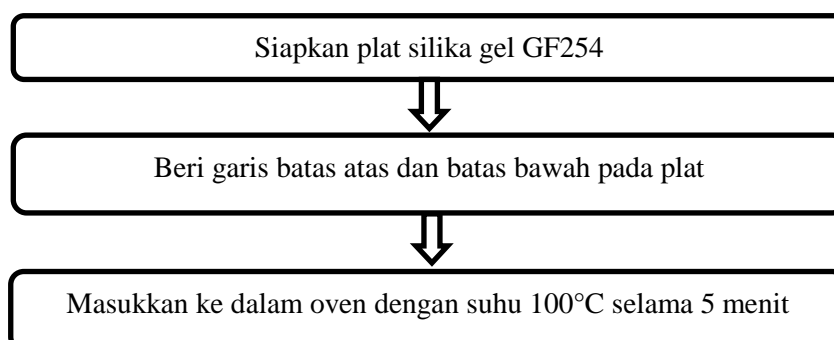 Siapkan plat silika gel GF254
Beri garis batas atas dan batas bawah pada plat
Masukkan ke dalam oven dengan suhu 100°C selama 5 menit